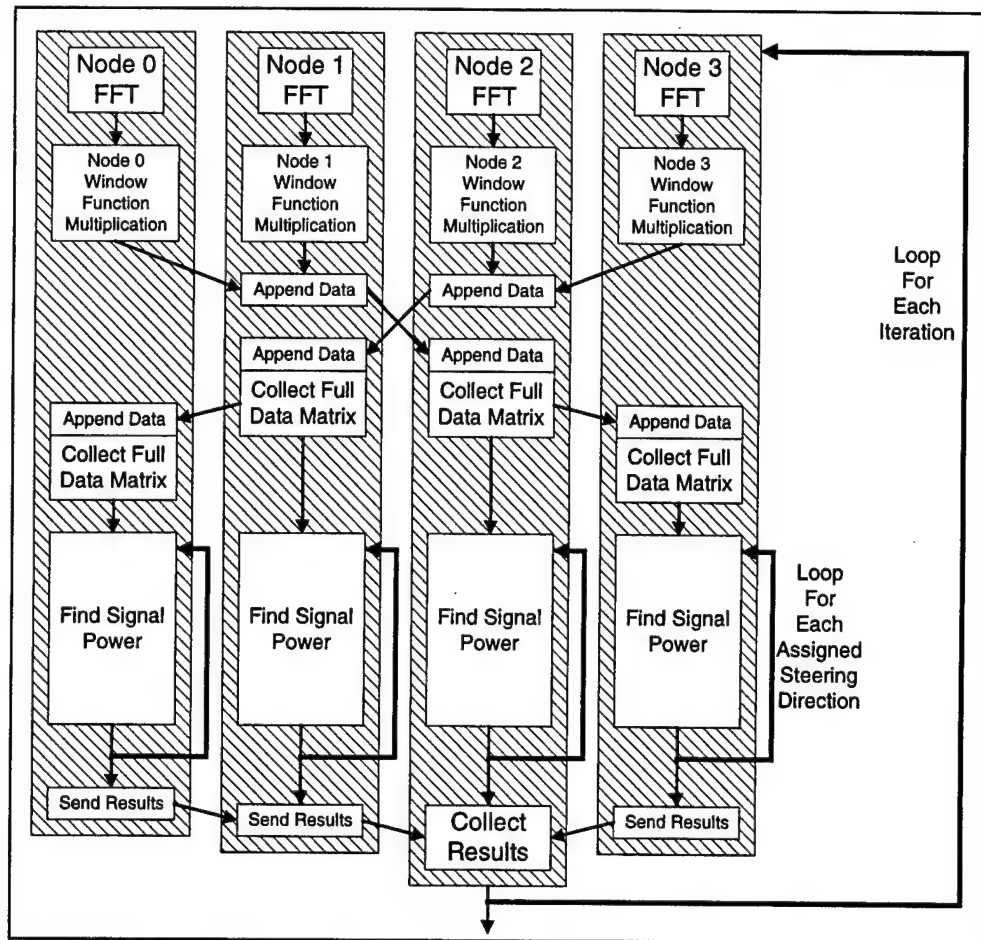 Node 0
FFT
Node 1
FFT
Node 2
FFT
Node 3
FFT
Node 0
Window
Function
Multiplication
Node 1
Window
Function
Multiplication
Node 2
Window
Function
Multiplication
Node 3
Window
Function
Multiplication
Append Data
Append Data
Loop
For
Each
Iteration
Append Data
Collect Full
Data Matrix
Append Data
Collect Full
Data Matrix
Append Data
Collect Full
Data Matrix
Append Data
Collect Full
Data Matrix
Find Signal
Power
Find Signal
Power
Find Signal
Power
Find Signal
Power
Loop
For
Each
Assigned
Steering
Direction
Send Results
Send Results
Collect
Results
Send Results